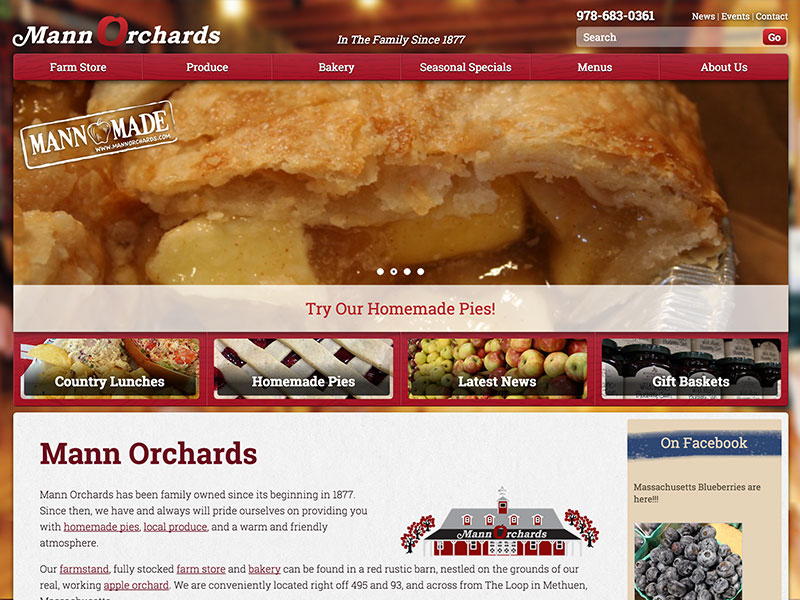 Mann Orchards
In The Family Since 1877
978-683-0361
News | Events | Contact
Search
Go
Farm Store
Produce
Bakery
Seasonal Specials
Menus
About Us
MANN MADE
WWW.MANNORCHARDS.COM
Try Our Homemade Pies!
Country Lunches
Homemade Pies
Latest News
Gift Baskets
Mann Orchards
Mann Orchards has been family owned since its beginning in 1877.
Since then, we have and always will pride ourselves on providing you
with homemade pies, local produce, and a warm and friendly
atmosphere.
Mann Orchards
Our farmstand, fully stocked farm store and bakery can be found in a red rustic barn, nestled on the grounds of our
real, working apple orchard. We are conveniently located right off 495 and 93, and across from The Loop in Methuen,
Massachusetts
On Facebook
Massachusetts Blueberries are
here!!!